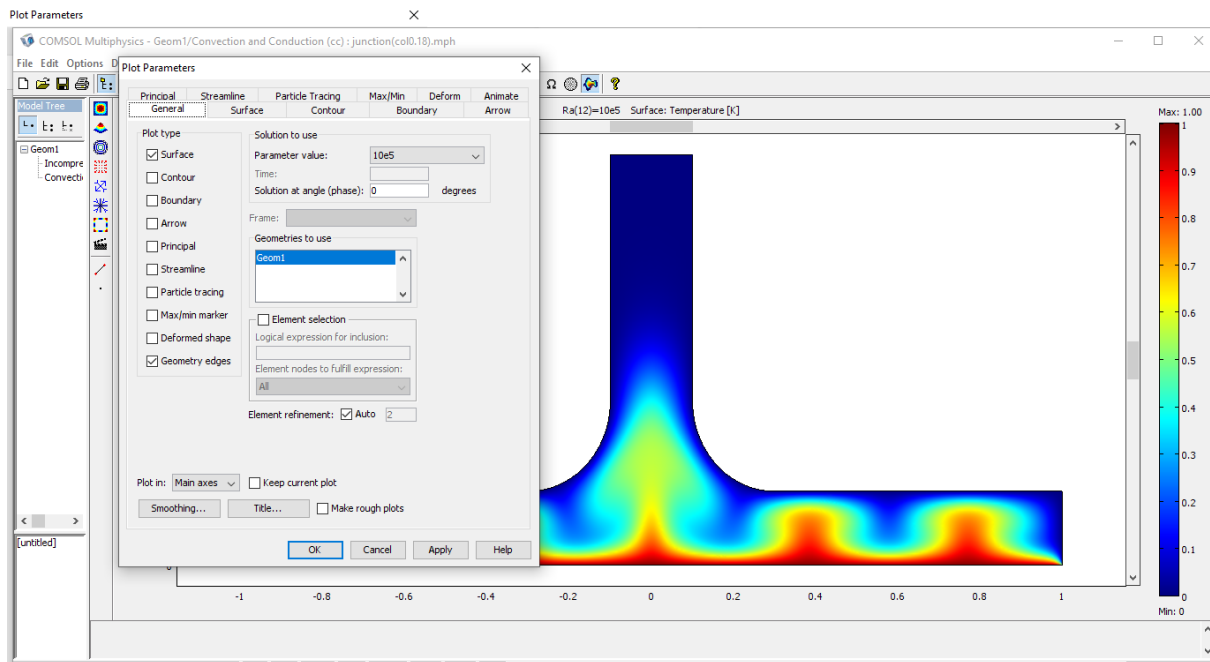 Plot Parameters
COMSOL Multiphysics - Geom1/Convection and Conduction (cc) : junction(col0.18).mph
File Edit Options D
Plot Parameters
Ω ?
Model Tree
Geom1
Incompre
Convecti
[untitled]
Principal Streamline Particle Tracing Max/Min Deform Animate
General Surface Contour Boundary Arrow
Plot type
Surface
Contour
Boundary
Arrow
Principal
Streamline
Particle tracing
Max/min marker
Deformed shape
Geometry edges
Solution to use
Parameter value: 10e5
Time:
Solution at angle (phase): 0 degrees
Frame:
Geometries to use
Geom1
Element selection
Logical expression for inclusion:
Element nodes to fulfill expression:
All
Element refinement: Auto 2
Plot in: Main axes Keep current plot
Smoothing... Title... Make rough plots
OK Cancel Apply Help
Ra(12)=10e5 Surface: Temperature [K]
Max: 1.00
1
0.9
0.8
0.7
0.6
0.5
0.4
0.3
0.2
0.1
0
Min: 0
-1 -0.8 -0.6 -0.4 -0.2 0 0.2 0.4 0.6 0.8 1